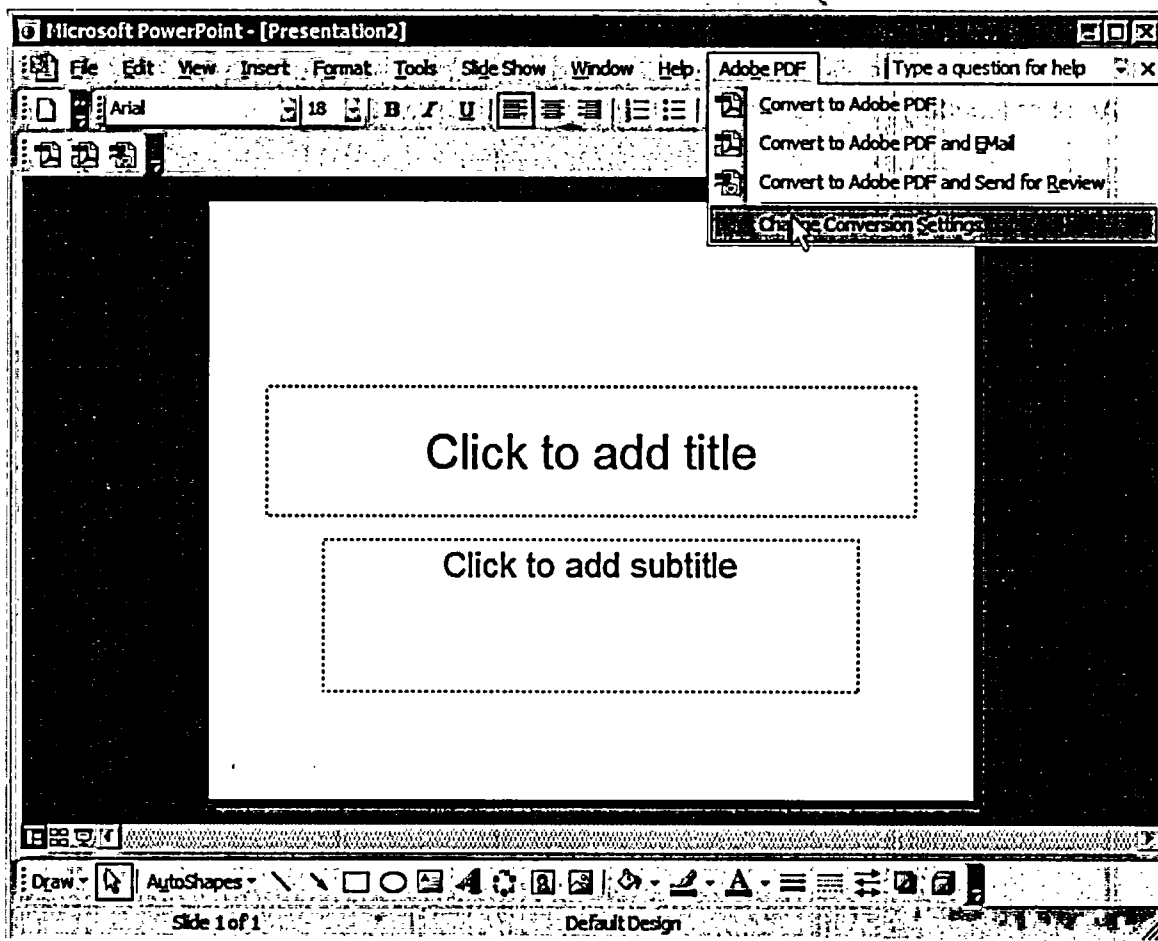 Microsoft PowerPoint - [Presentation2]
File Edit View Insert Format Tools Slide Show Window Help Adobe PDF Type a question for help
Arial 18 B I U
Convert to Adobe PDF
Convert to Adobe PDF and EMail
Convert to Adobe PDF and Send for Review
Change Conversion Settings
Click to add title
Click to add subtitle
Draw AutoShapes A
Slide 1 of 1 Default Design